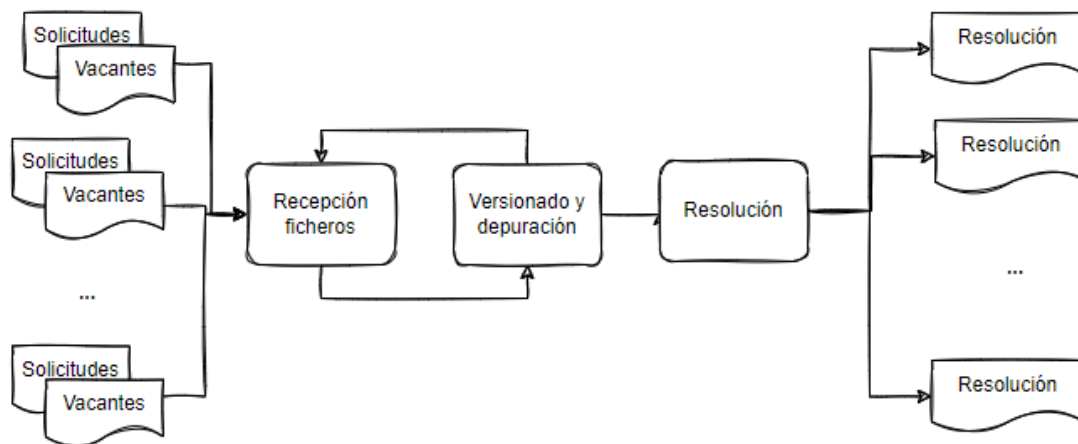 Solicitudes
Vacantes
Solicitudes
Vacantes
...
Solicitudes
Vacantes
Recepción
ficheros
Versionado y
depuración
Resolución
Resolución
Resolución
...
Resolución